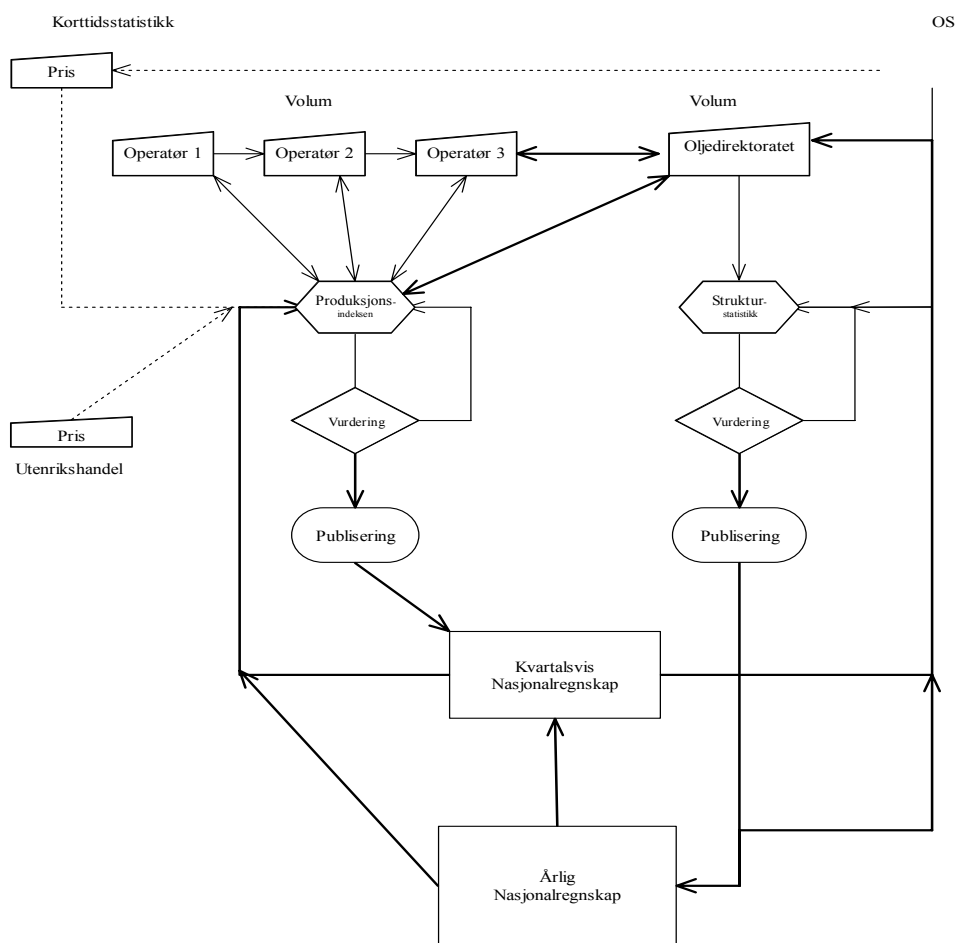 Korttidsstatistikk
OS
Pris
Volum
Volum
Operatør 1
Operatør 2
Operatør 3
Oljedirektoratet
Produksjons-
indeksen
Struktur-
statistikk
Vurdering
Vurdering
Pris
Utenrikshandel
Publisering
Publisering
Kvartalsvis
Nasjonalregnskap
Årlig
Nasjonalregnskap